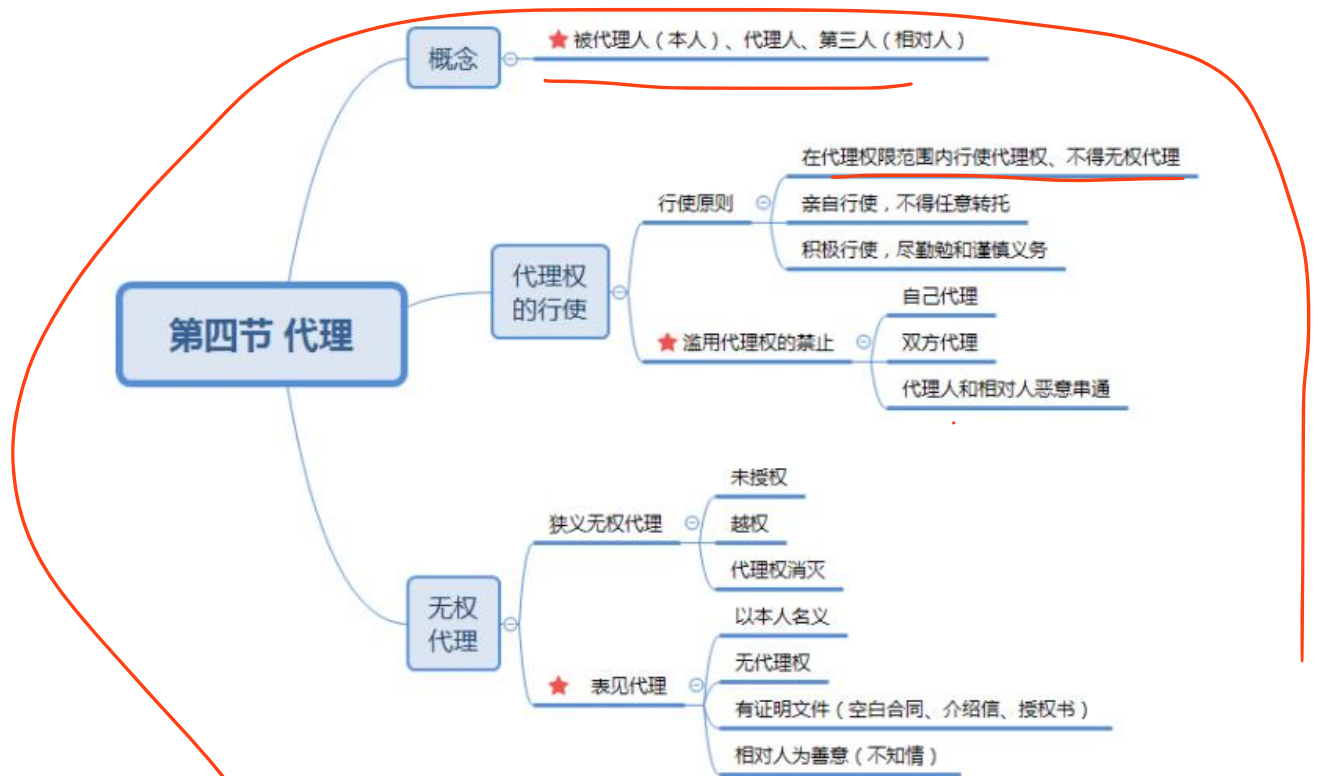 概念
被代理人（本人）、代理人、第三人（相对人）
在代理权限范围内行使代理权、不得无权代理
行使原则
亲自行使，不得任意转托
积极行使，尽勤勉和谨慎义务
代理权
的行使
自己代理
滥用代理权的禁止
双方代理
代理人和相对人恶意串通
第四节 代理
未授权
狭义无权代理
越权
代理权消灭
无权
代理
以本人名义
无代理权
表见代理
有证明文件（空白合同、介绍信、授权书）
相对人为善意（不知情）